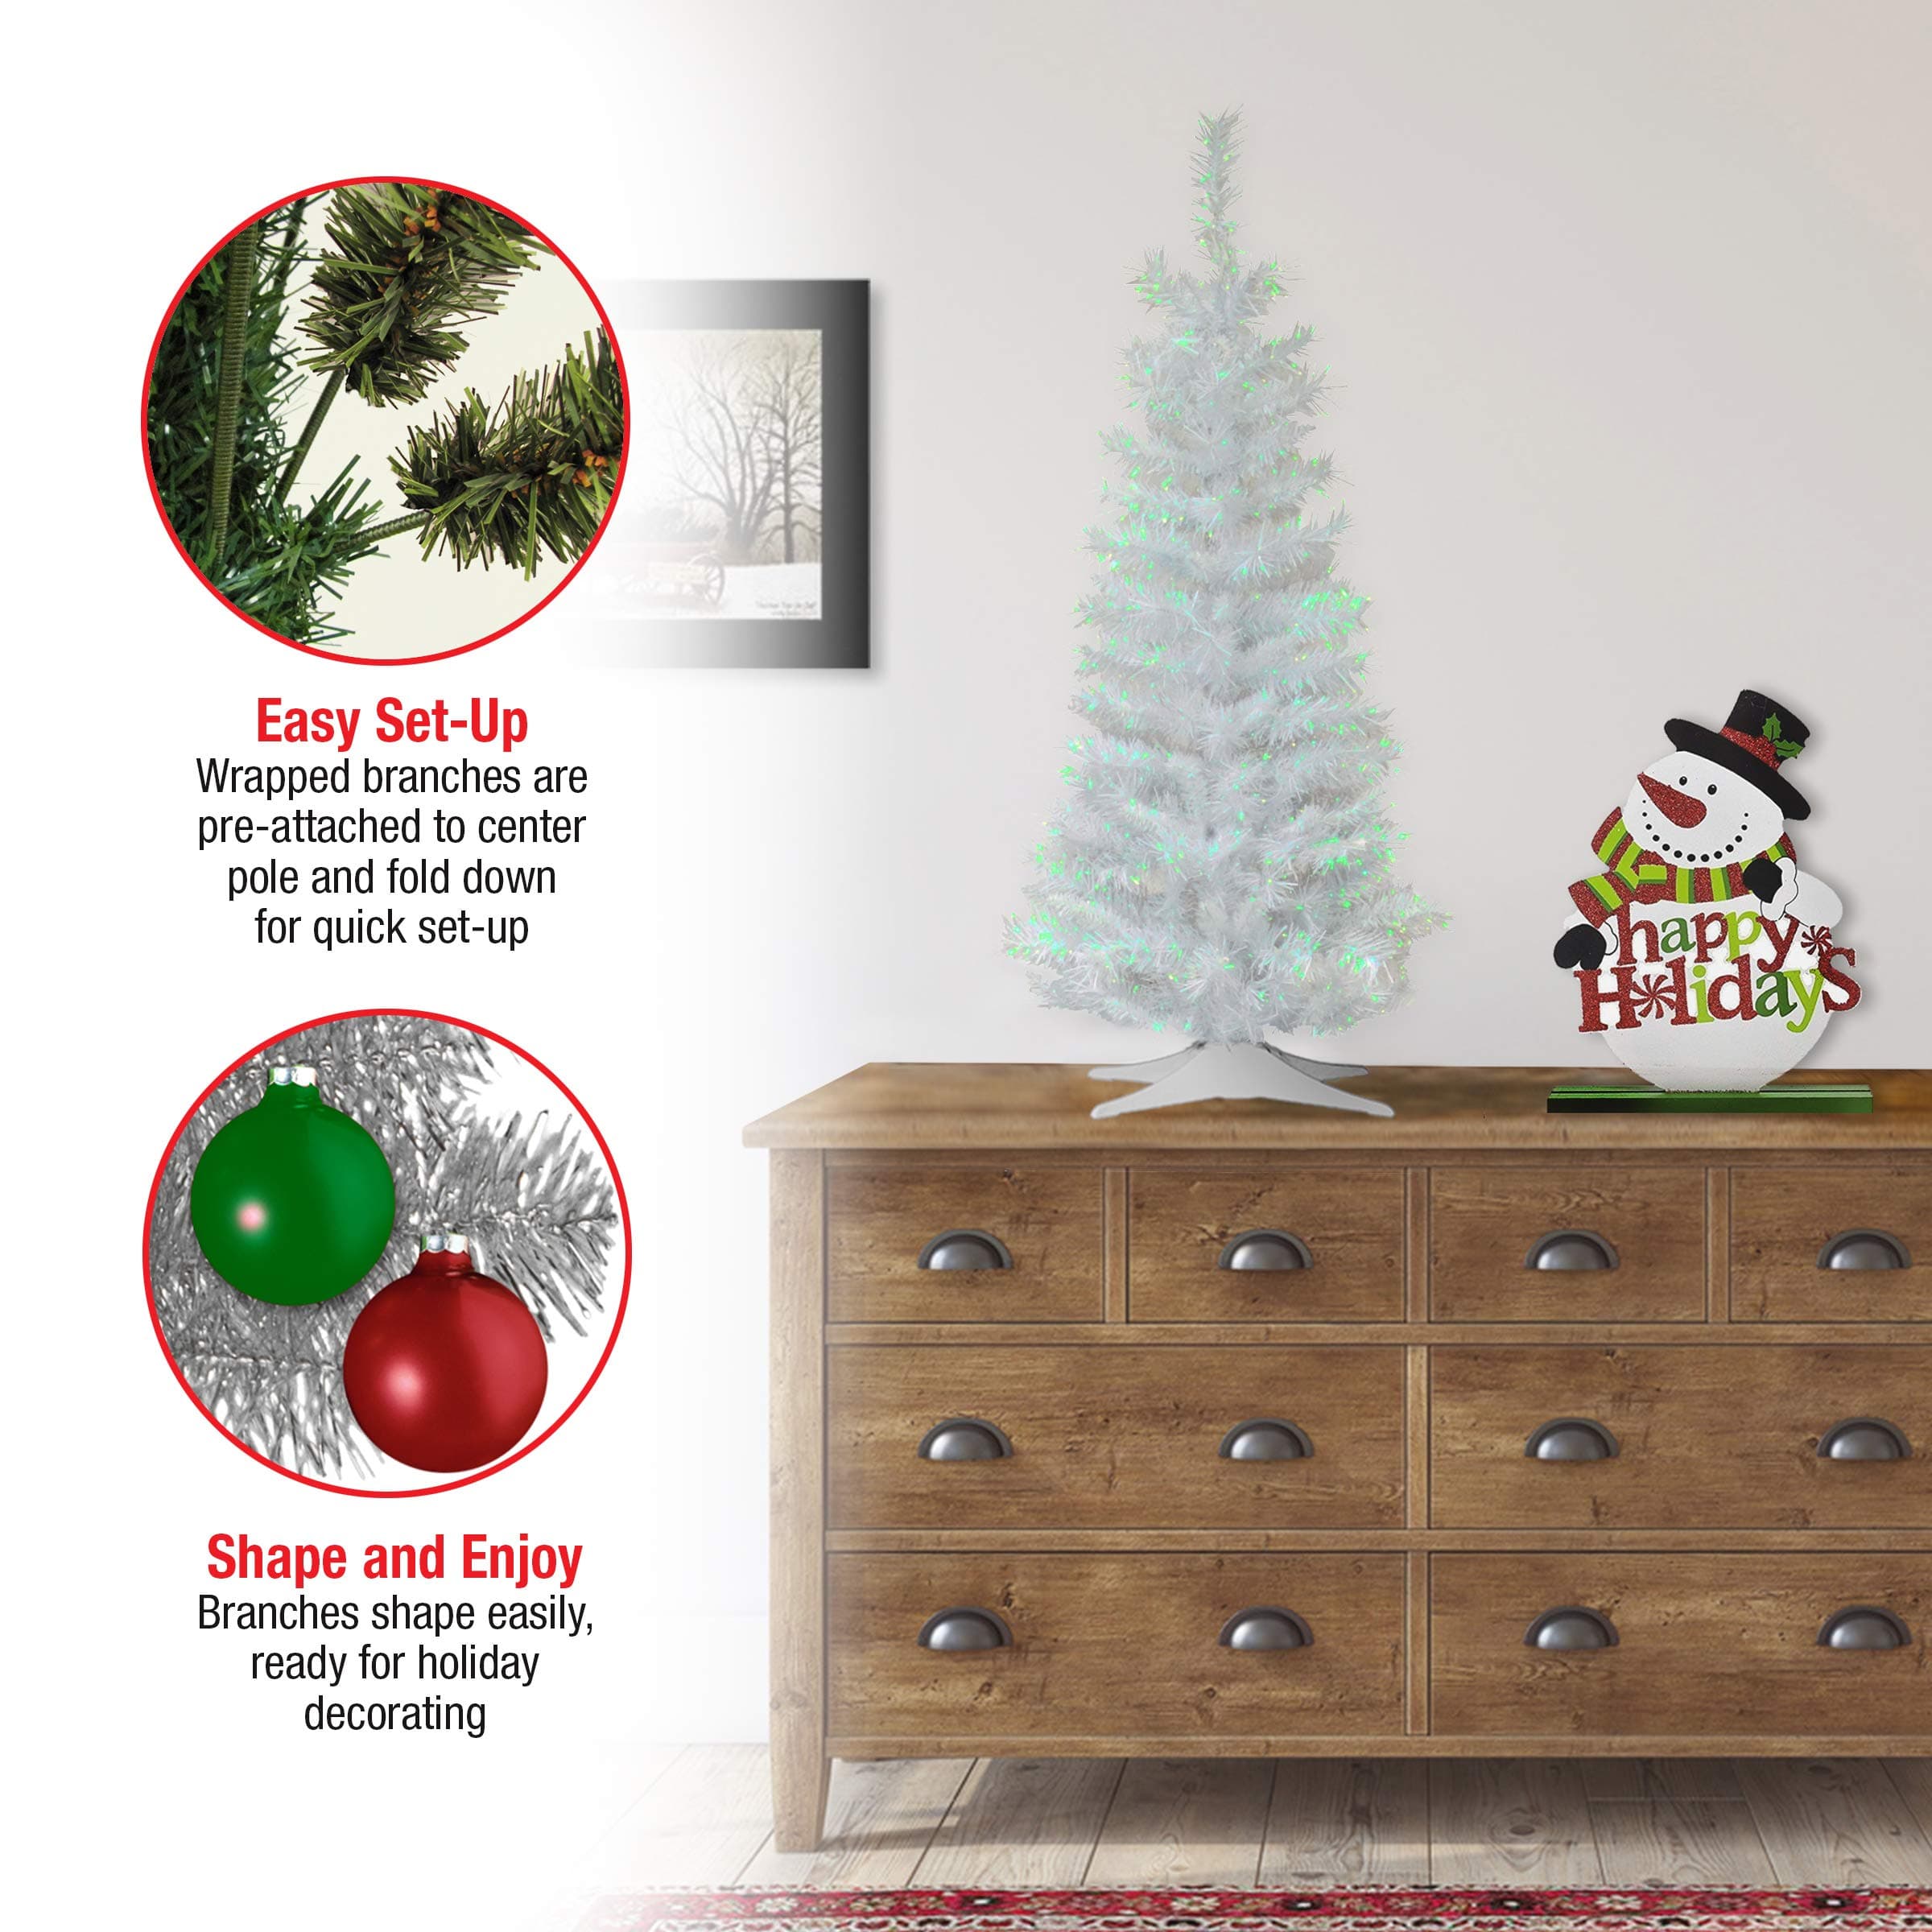 Easy Set-Up
Wrapped branches are
pre-attached to center
pole and fold down
for quick set-up
Shape and Enjoy
Branches shape easily,
ready for holiday
decorating
happy
HolidayS